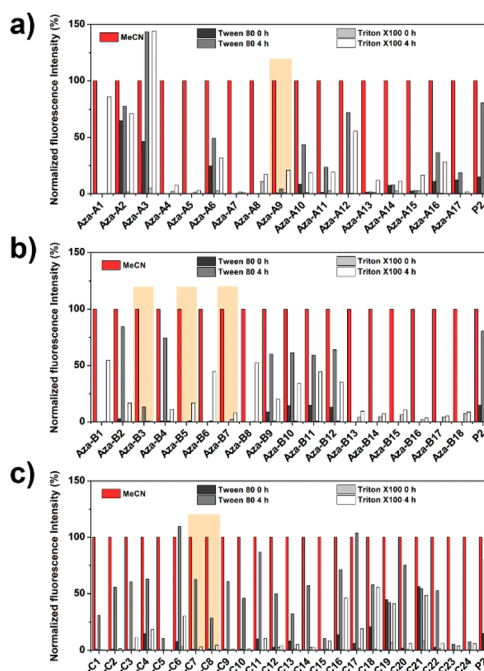 a)
Normalized fluorescence Intensity (%)
150
100
50
0
MeCN
Tween 80 0 h
Tween 80 4 h
Triton X100 0 h
Triton X100 4 h
Aza-A1 Aza-A2 Aza-A3 Aza-A4 Aza-A5 Aza-A6 Aza-A7 Aza-A8 Aza-A9 Aza-A10 Aza-A11 Aza-A12 Aza-A13 Aza-A14 Aza-A15 Aza-A16 Aza-A17 P2
b)
Normalized fluorescence Intensity (%)
150
100
50
0
MeCN
Tween 80 0 h
Tween 80 4 h
Triton X100 0 h
Triton X100 4 h
Aza-B1 Aza-B2 Aza-B3 Aza-B4 Aza-B5 Aza-B6 Aza-B7 Aza-B8 Aza-B9 Aza-B10 Aza-B11 Aza-B12 Aza-B13 Aza-B14 Aza-B15 Aza-B16 Aza-B17 Aza-B18 P2
c)
Normalized fluorescence Intensity (%)
150
100
50
0
MeCN
Tween 80 0 h
Tween 80 4 h
Triton X100 0 h
Triton X100 4 h